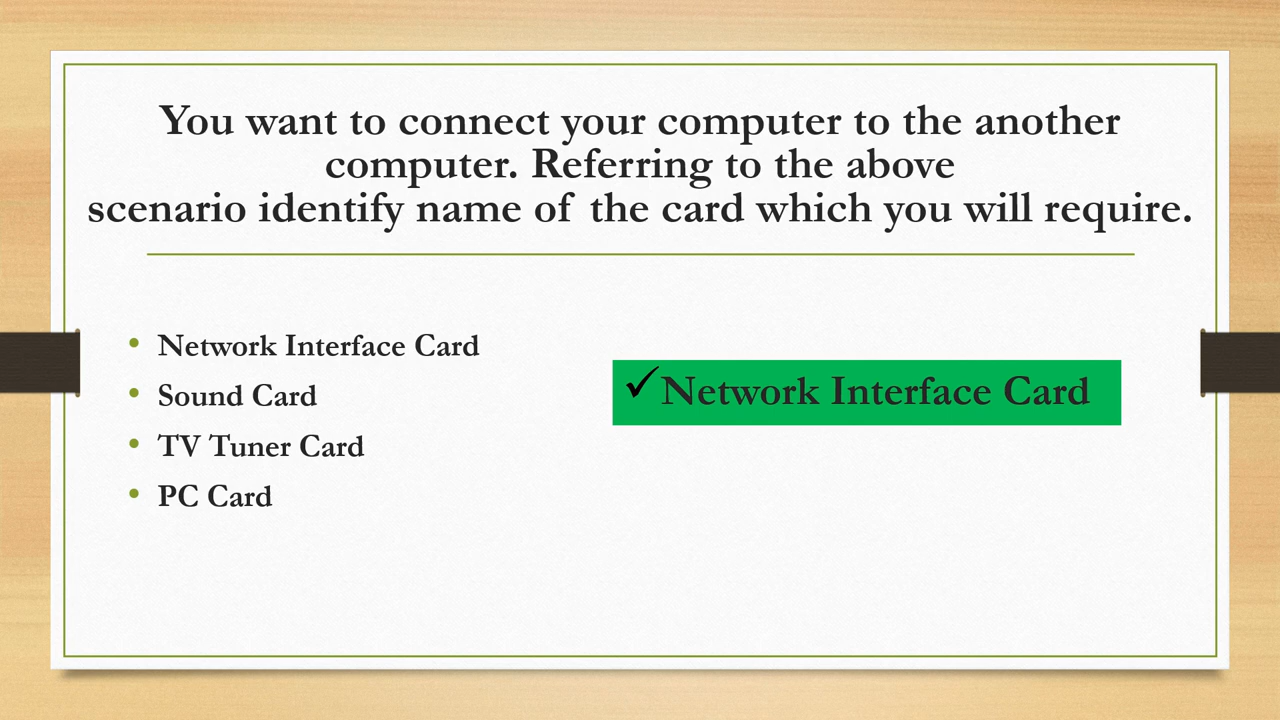 You want to connect your computer to the another
computer. Referring to the above
scenario identify name of the card which you will require.
• Network Interface Card
• Sound Card
• TV Tuner Card
• PC Card
✓Network Interface Card